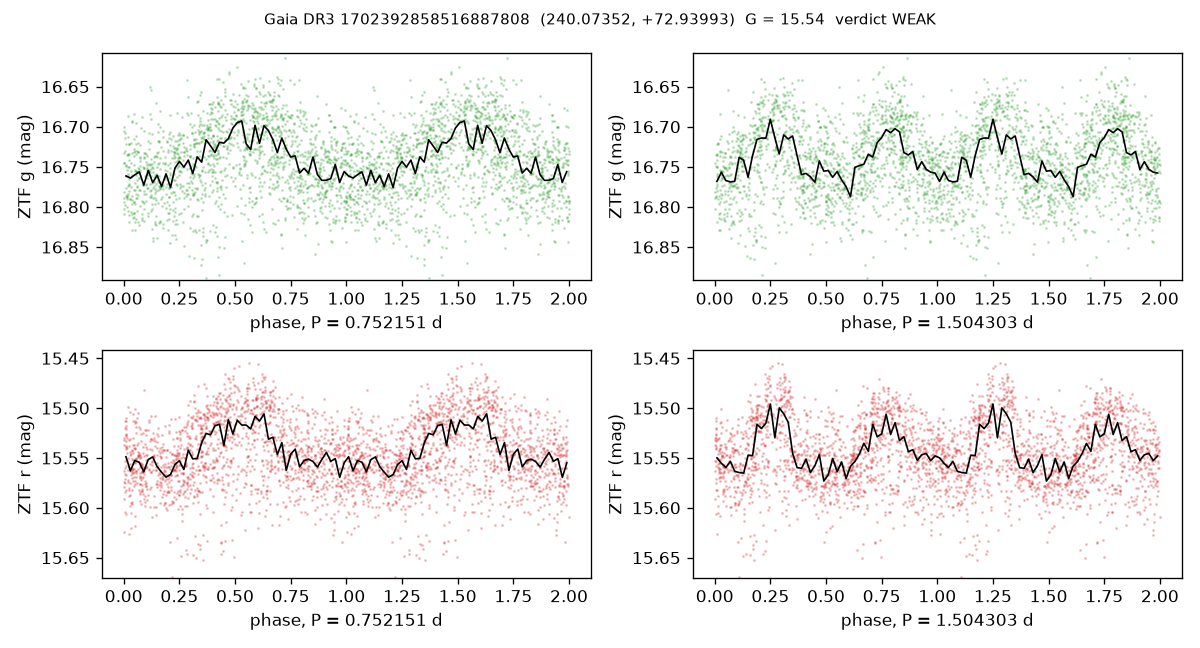 Gaia DR3 1702392858516887808 (240.07352, +72.93993) G = 15.54 verdict WEAK
ZTF g (mag)
16.65
16.70
16.75
16.80
16.85
0.00 0.25 0.50 0.75 1.00 1.25 1.50 1.75 2.00
phase, P = 0.752151 d
ZTF g (mag)
16.65
16.70
16.75
16.80
16.85
0.00 0.25 0.50 0.75 1.00 1.25 1.50 1.75 2.00
phase, P = 1.504303 d
ZTF r (mag)
15.45
15.50
15.55
15.60
15.65
0.00 0.25 0.50 0.75 1.00 1.25 1.50 1.75 2.00
phase, P = 0.752151 d
ZTF r (mag)
15.45
15.50
15.55
15.60
15.65
0.00 0.25 0.50 0.75 1.00 1.25 1.50 1.75 2.00
phase, P = 1.504303 d